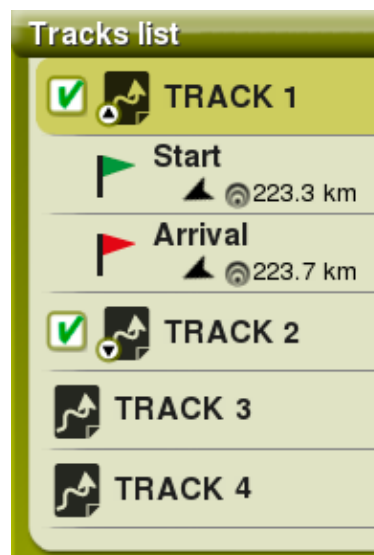 Tracks list
TRACK 1
Start
223.3 km
Arrival
223.7 km
TRACK 2
TRACK 3
TRACK 4